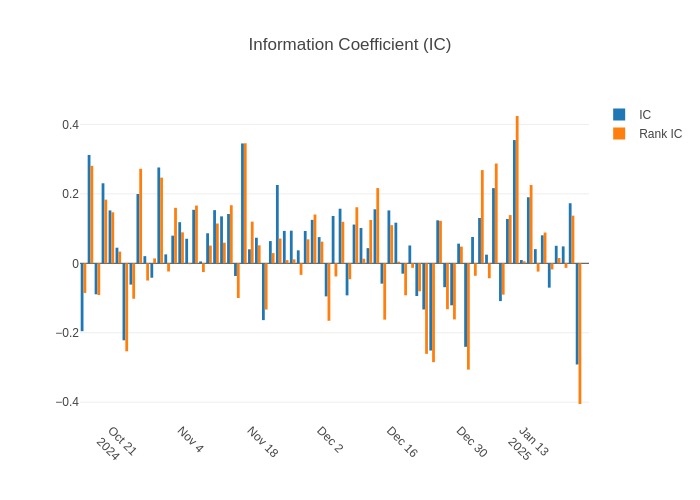 Information Coefficient (IC)
IC
Rank IC
0.4
0.2
0
−0.2
−0.4
Oct 21
2024
Nov 4
Nov 18
Dec 2
Dec 16
Dec 30
Jan 13
2025